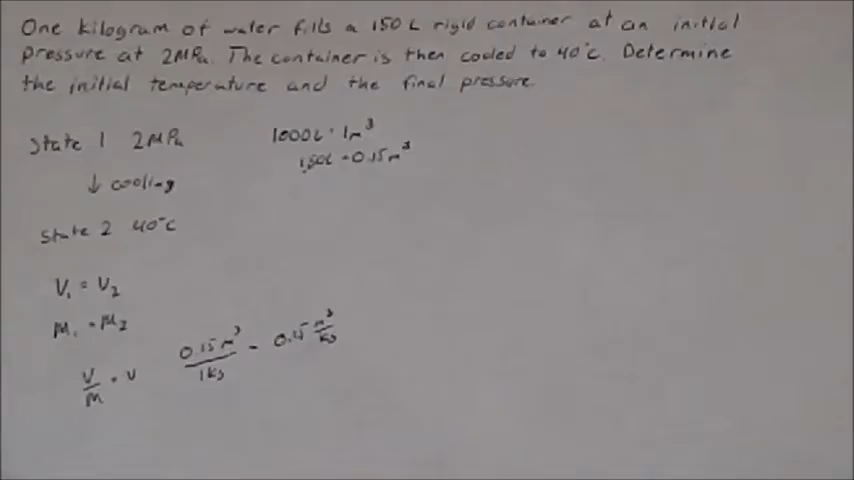 One kilogram of water fills a 150 L rigid container at an initial
pressure at 2MPa. The container is then cooled to 40°C. Determine
the initial temperature and the final pressure.
State 1 2MPa
1000L = 1m³
150L = 0.15m³
↓ cooling
State 2 40°C
V₁ = V₂
M₁ = M₂
V/M = v 0.15m³/1kg = 0.15 m³/kg